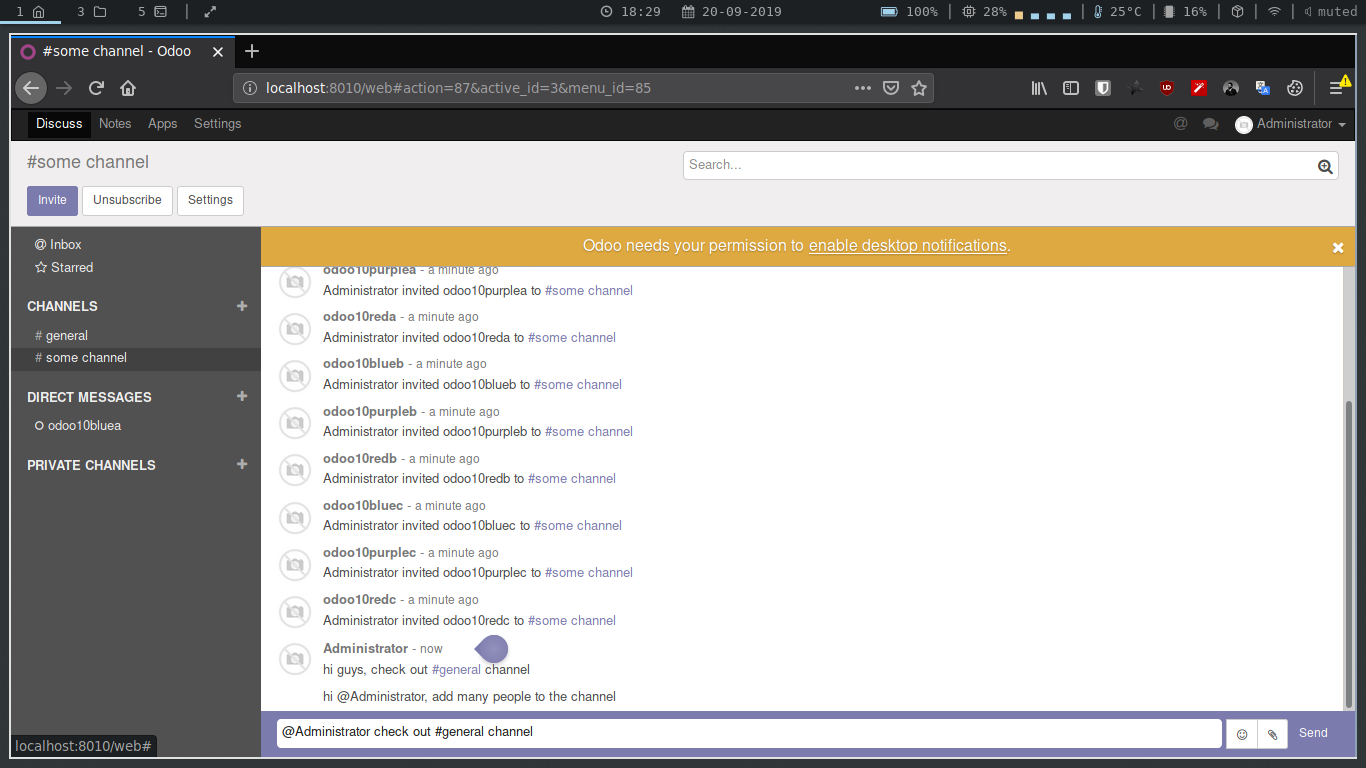 1 3 5 18:29 20-09-2019 100% 28% 25°C 16% muted
#some channel - Odoo
localhost:8010/web#action=87&active_id=3&menu_id=85
Discuss Notes Apps Settings @ Administrator
#some channel
Search...
Invite Unsubscribe Settings
@ Inbox
Starred
CHANNELS +
# general
# some channel
DIRECT MESSAGES +
odoo10bluea
PRIVATE CHANNELS +
Odoo needs your permission to enable desktop notifications.
odoo10purplea - a minute ago
Administrator invited odoo10purplea to #some channel
odoo10reda - a minute ago
Administrator invited odoo10reda to #some channel
odoo10blueb - a minute ago
Administrator invited odoo10blueb to #some channel
odoo10purpleb - a minute ago
Administrator invited odoo10purpleb to #some channel
odoo10redb - a minute ago
Administrator invited odoo10redb to #some channel
odoo10bluec - a minute ago
Administrator invited odoo10bluec to #some channel
odoo10purplec - a minute ago
Administrator invited odoo10purplec to #some channel
odoo10redc - a minute ago
Administrator invited odoo10redc to #some channel
Administrator - now
hi guys, check out #general channel
hi @Administrator, add many people to the channel
@Administrator check out #general channel
Send
localhost:8010/web#